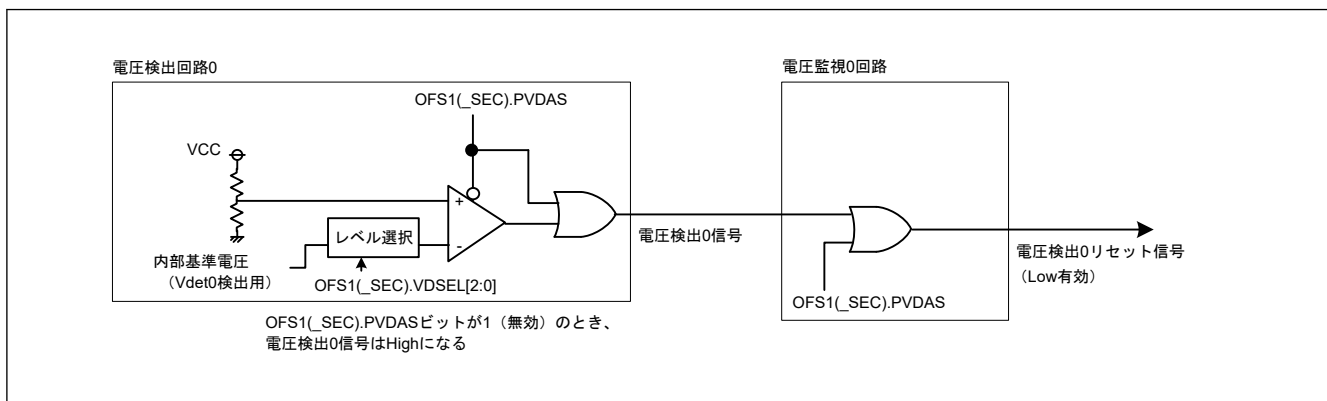 電圧検出回路0
OFS1(_SEC).PVDAS
VCC
+
レベル選択
-
内部基準電圧
(Vdet0検出用)
OFS1(_SEC).VDSEL[2:0]
電圧検出0信号
OFS1(_SEC).PVDASビットが1（無効）のとき、
電圧検出0信号はHighになる
電圧監視0回路
OFS1(_SEC).PVDAS
電圧検出0リセット信号
（Low有効）